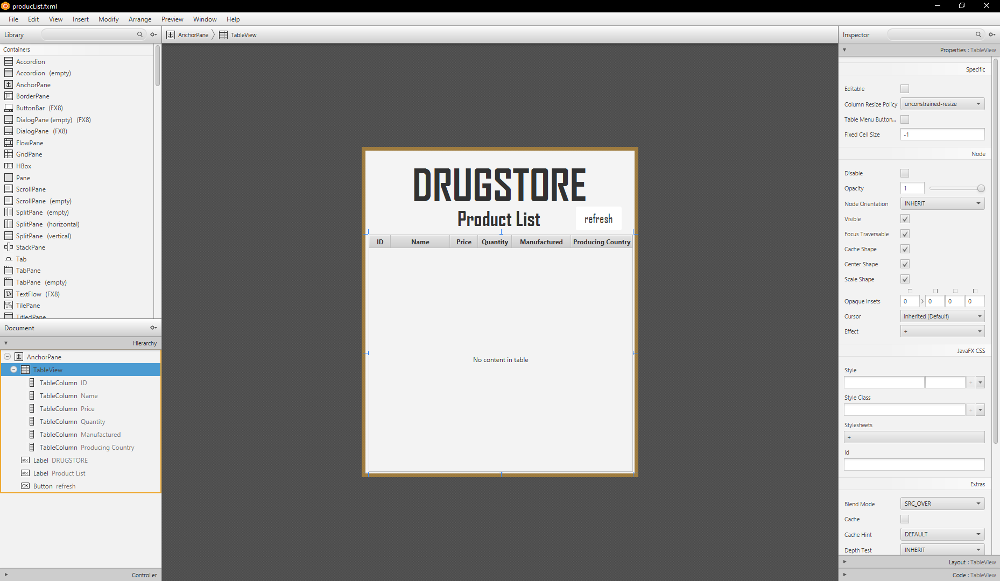 producList.fxml
File Edit View Insert Modify Arrange Preview Window Help
Library
AnchorPane TableView
Inspector
Containers
Accordion
Accordion (empty)
AnchorPane
BorderPane
ButtonBar (FX8)
DialogPane (empty) (FX8)
DialogPane (FX8)
FlowPane
GridPane
HBox
Pane
ScrollPane
ScrollPane (empty)
SplitPane (empty)
SplitPane (horizontal)
SplitPane (vertical)
StackPane
Tab
TabPane
TabPane (empty)
TextFlow (FX8)
TilePane
TitledPane
Document
Hierarchy
AnchorPane
TableView
TableColumn ID
TableColumn Name
TableColumn Price
TableColumn Quantity
TableColumn Manufactured
TableColumn Producing Country
abc Label DRUGSTORE
abc Label Product List
OK Button refresh
Controller
DRUGSTORE
Product List
refresh
ID Name Price Quantity Manufactured Producing Country
No content in table
Properties : TableView
Specific
Editable
Column Resize Policy unconstrained-resize
Table Menu Button...
Fixed Cell Size -1
Node
Disable
Opacity 1
Node Orientation INHERIT
Visible
Focus Traversable
Cache Shape
Center Shape
Scale Shape
Opaque Insets 0 > 0 0 0
Cursor Inherited (Default)
Effect +
JavaFX CSS
Style
+
Style Class
+
Stylesheets
+
Id
Extras
Blend Mode SRC_OVER
Cache
Cache Hint DEFAULT
Depth Test INHERIT
Layout : TableView
Code : TableView